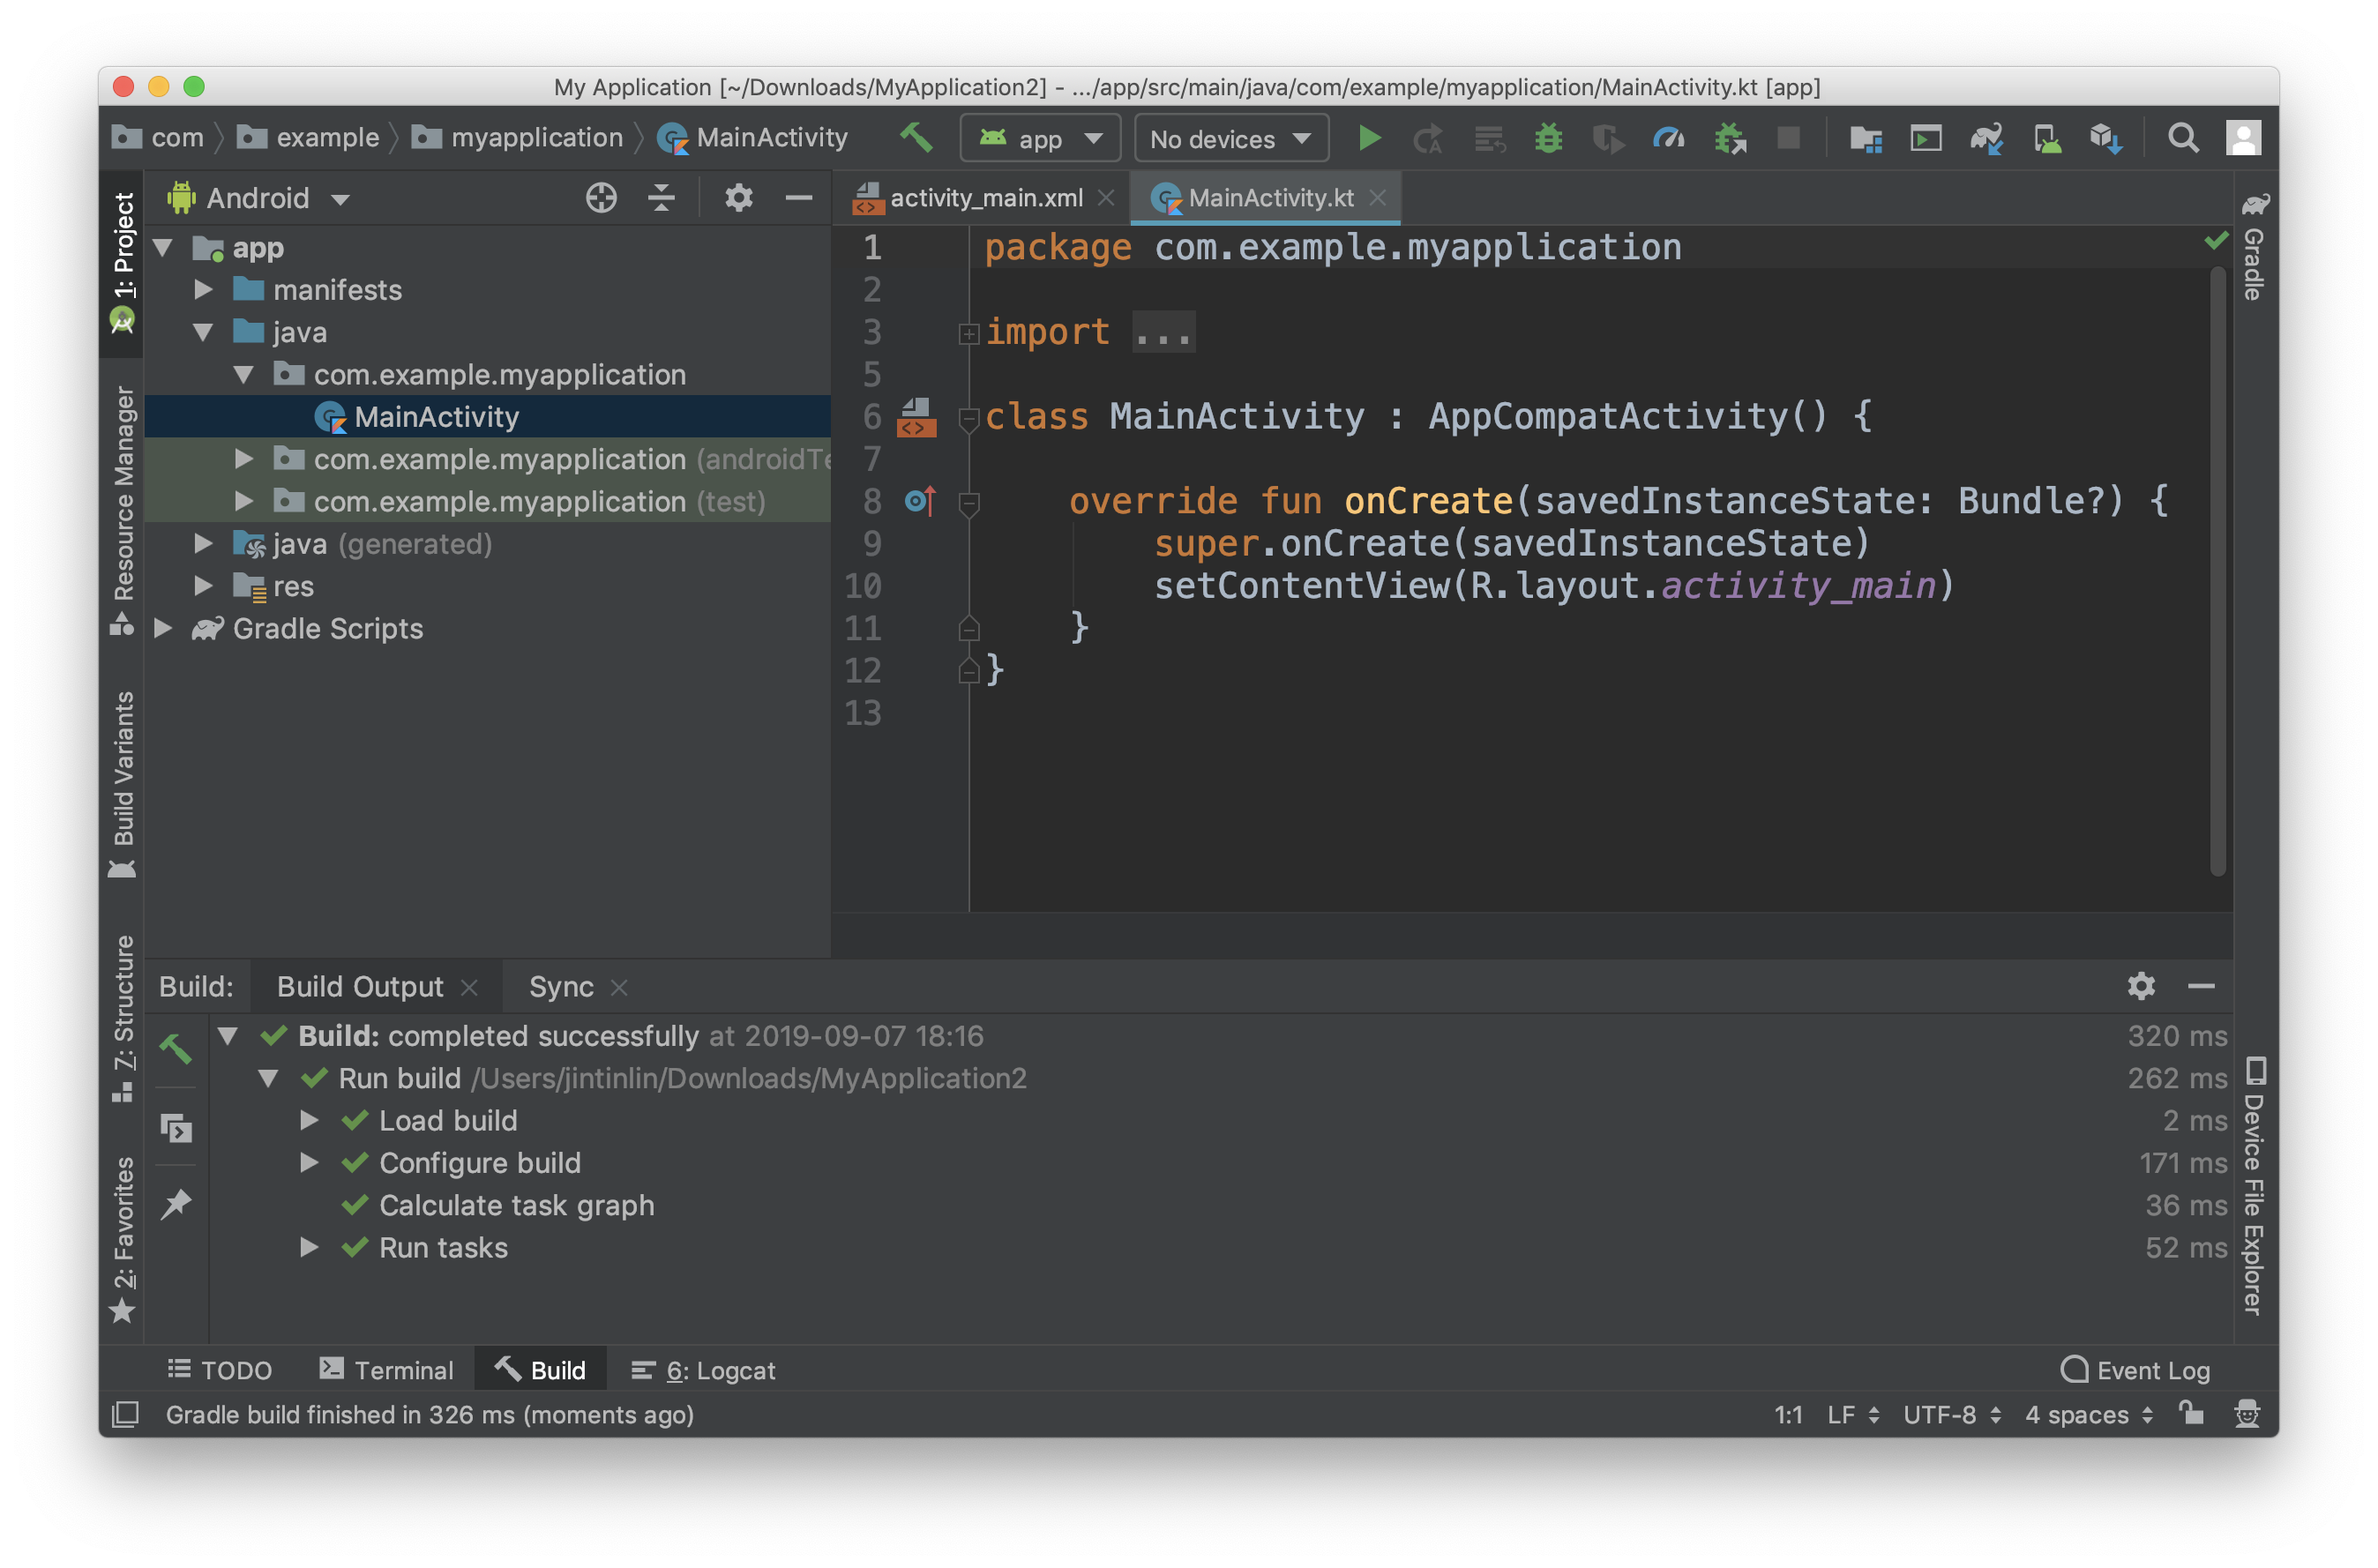 My Application [~/Downloads/MyApplication2] - .../app/src/main/java/com/example/myapplication/MainActivity.kt [app]
com example myapplication MainActivity app No devices
1: Project
Resource Manager
Build Variants
7: Structure
2: Favorites
Android
app
manifests
java
com.example.myapplication
MainActivity
com.example.myapplication (androidTe
com.example.myapplication (test)
java (generated)
res
Gradle Scripts
activity_main.xml MainActivity.kt
1 package com.example.myapplication
2
3 import ...
5
6 class MainActivity : AppCompatActivity() {
7
8 override fun onCreate(savedInstanceState: Bundle?) {
9 super.onCreate(savedInstanceState)
10 setContentView(R.layout.activity_main)
11 }
12 }
13
Gradle
Device File Explorer
Build: Build Output Sync
Build: completed successfully at 2019-09-07 18:16 320 ms
Run build /Users/jintinlin/Downloads/MyApplication2 262 ms
Load build 2 ms
Configure build 171 ms
Calculate task graph 36 ms
Run tasks 52 ms
TODO Terminal Build 6: Logcat Event Log
Gradle build finished in 326 ms (moments ago) 1:1 LF UTF-8 4 spaces